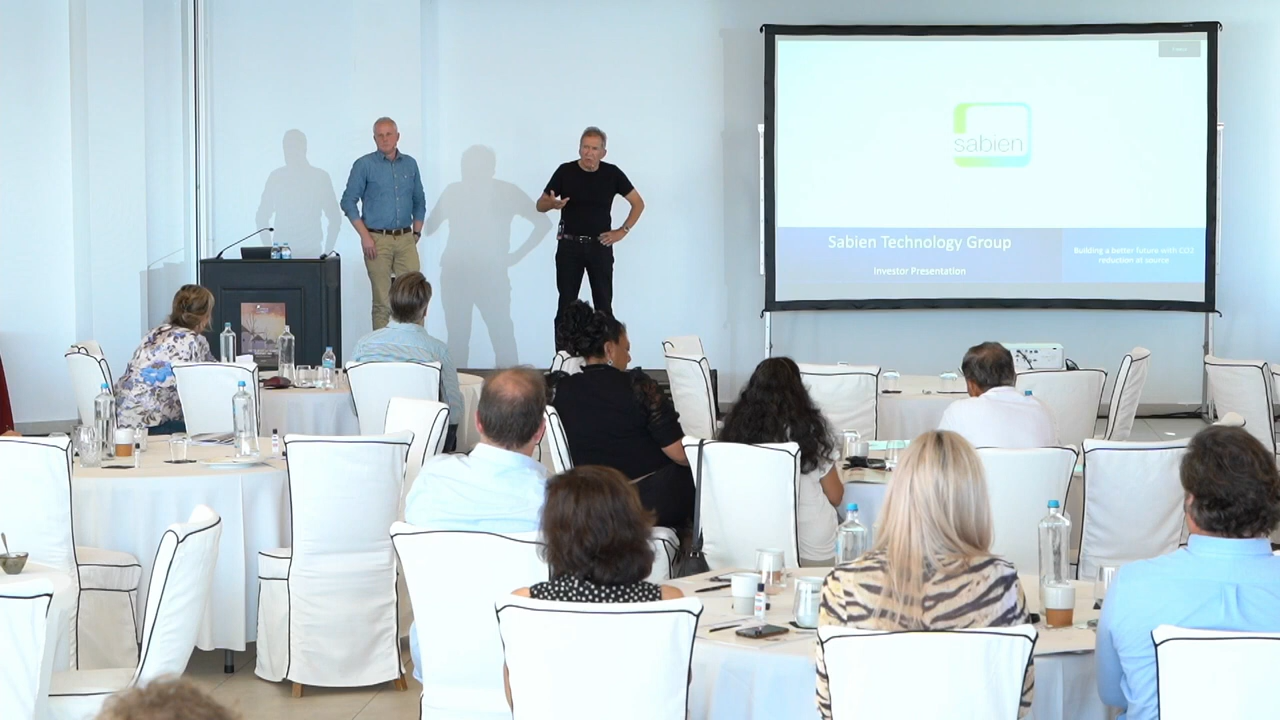 sabien
Sabien Technology Group
Investor Presentation
Building a better future with CO2
reduction at source